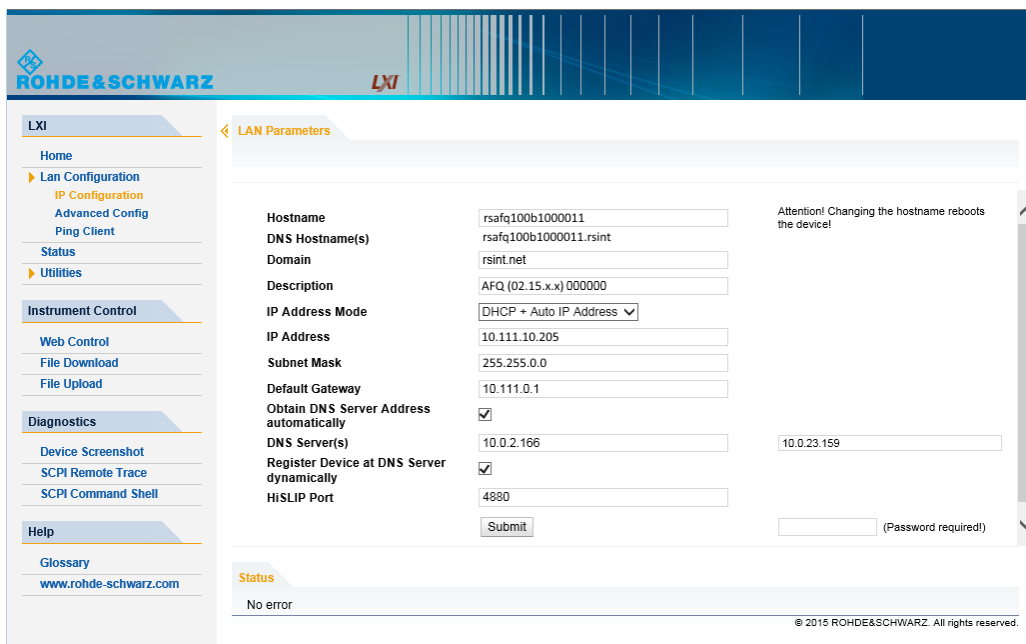 ROHDE&SCHWARZ
LXI
LXI
Home
Lan Configuration
IP Configuration
Advanced Config
Ping Client
Status
Utilities
Instrument Control
Web Control
File Download
File Upload
Diagnostics
Device Screenshot
SCPI Remote Trace
SCPI Command Shell
Help
Glossary
www.rohde-schwarz.com
LAN Parameters
Hostname rsafq100b1000011 Attention! Changing the hostname reboots
the device!
DNS Hostname(s) rsafq100b1000011.rsint
Domain rsint.net
Description AFQ (02.15.x.x) 000000
IP Address Mode DHCP + Auto IP Address
IP Address 10.111.10.205
Subnet Mask 255.255.0.0
Default Gateway 10.111.0.1
Obtain DNS Server Address
automatically
DNS Server(s) 10.0.2.166 10.0.23.159
Register Device at DNS Server
dynamically
HiSLIP Port 4880
Submit (Password required!)
Status
No error
© 2015 ROHDE&SCHWARZ. All rights reserved.